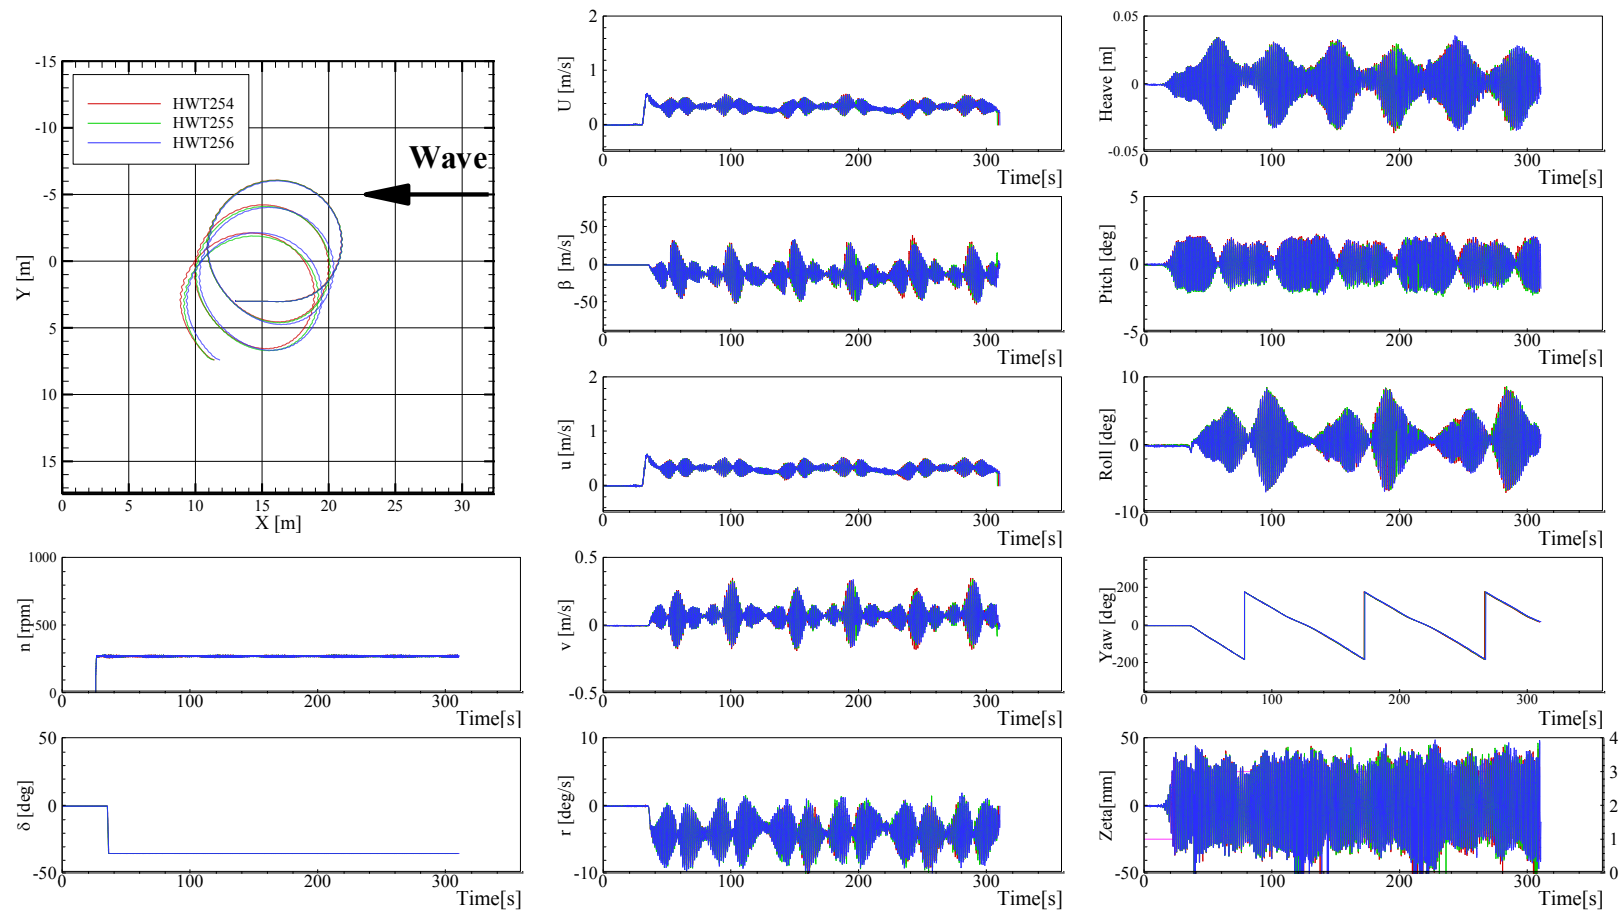 -15
-10
-5
0
5
10
15
Y [m]
HWT254
HWT255
HWT256
Wave
0 5 10 15 20 25 30
X [m]
1000
500
0
n [rpm]
0 100 200 300
Time[s]
50
0
-50
δ [deg]
0 100 200 300
Time[s]
2
1
0
U [m/s]
0 100 200 300
Time[s]
50
0
-50
β [m/s]
0 100 200 300
Time[s]
2
1
0
u [m/s]
0 100 200 300
Time[s]
0.5
0
-0.5
v [m/s]
0 100 200 300
Time[s]
10
0
-10
r [deg/s]
0 100 200 300
Time[s]
0.05
0
-0.05
Heave [m]
0 100 200 300
Time[s]
5
0
-5
Pitch [deg]
0 100 200 300
Time[s]
10
0
-10
Roll [deg]
0 100 200 300
Time[s]
200
0
-200
Yaw [deg]
0 100 200 300
Time[s]
50
0
-50
Zeta[mm]
4
3
2
1
0
0 100 200 300
Time[s]